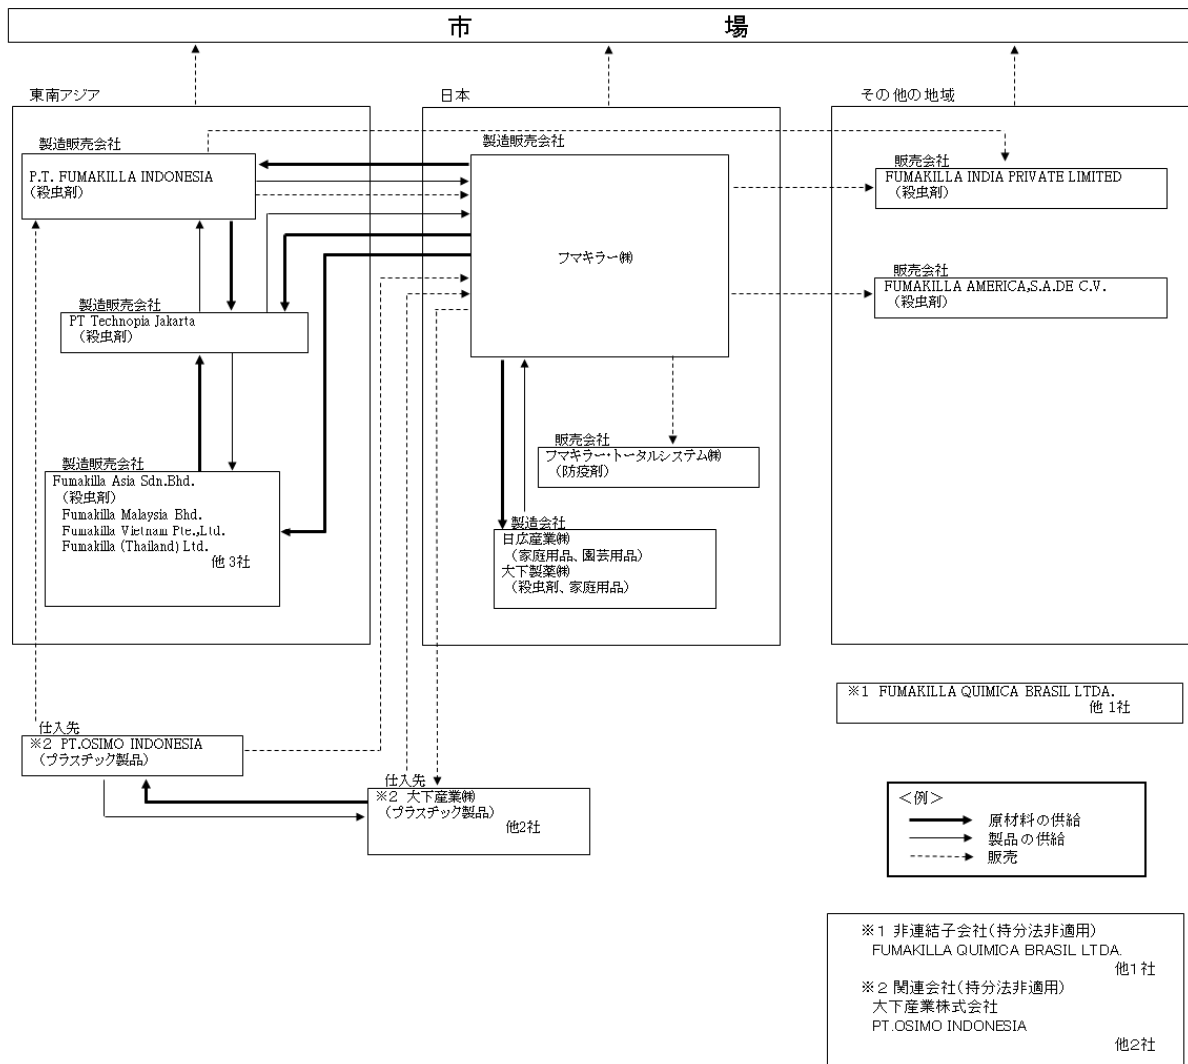 市　場
東南アジア
日本
その他の地域
製造販売会社
P.T. FUMAKILLA INDONESIA
(殺虫剤)
製造販売会社
PT Technopia Jakarta
(殺虫剤)
製造販売会社
Fumakilla Asia Sdn.Bhd.
(殺虫剤)
Fumakilla Malaysia Bhd.
Fumakilla Vietnam Pte.,Ltd.
Fumakilla (Thailand) Ltd.
他 3社
製造販売会社
フマキラー㈱
販売会社
フマキラー・トータルシステム㈱
(防疫剤)
製造会社
日広産業㈱
(家庭用品、園芸用品)
大下製薬㈱
(殺虫剤、家庭用品)
販売会社
FUMAKILLA INDIA PRIVATE LIMITED
(殺虫剤)
販売会社
FUMAKILLA AMERICA,S.A.DE C.V.
(殺虫剤)
※1 FUMAKILLA QUIMICA BRASIL LTDA.
他 1社
仕入先
※2 PT.OSIMO INDONESIA
(プラスチック製品)
仕入先
※2 大下産業㈱
(プラスチック製品)
他2社
<例>
原材料の供給
製品の供給
販売
※1 非連結子会社(持分法非適用)
FUMAKILLA QUIMICA BRASIL LTDA.
他1社
※2 関連会社(持分法非適用)
大下産業株式会社
PT.OSIMO INDONESIA
他2社